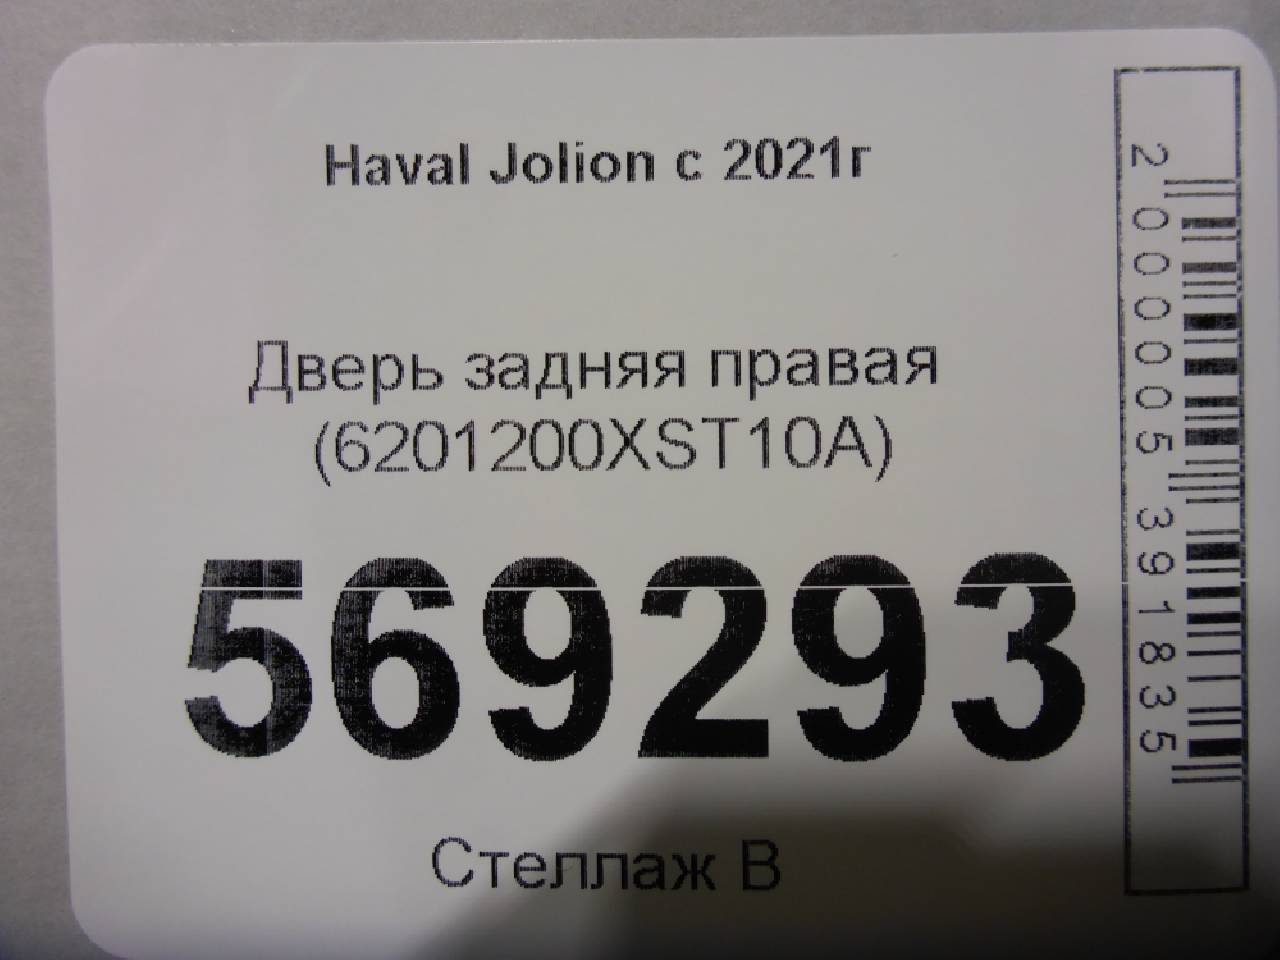 Haval Jolion с 2021г
Дверь задняя правая
(6201200XST10A)
569293
Стеллаж В
2000005391835